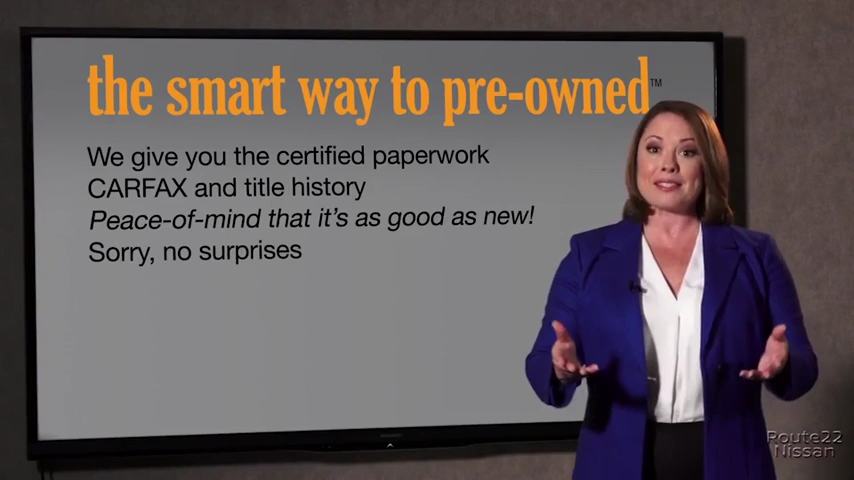 the smart way to pre-owned™
We give you the certified paperwork
CARFAX and title history
Peace-of-mind that it's as good as new!
Sorry, no surprises
Route22
Nissan